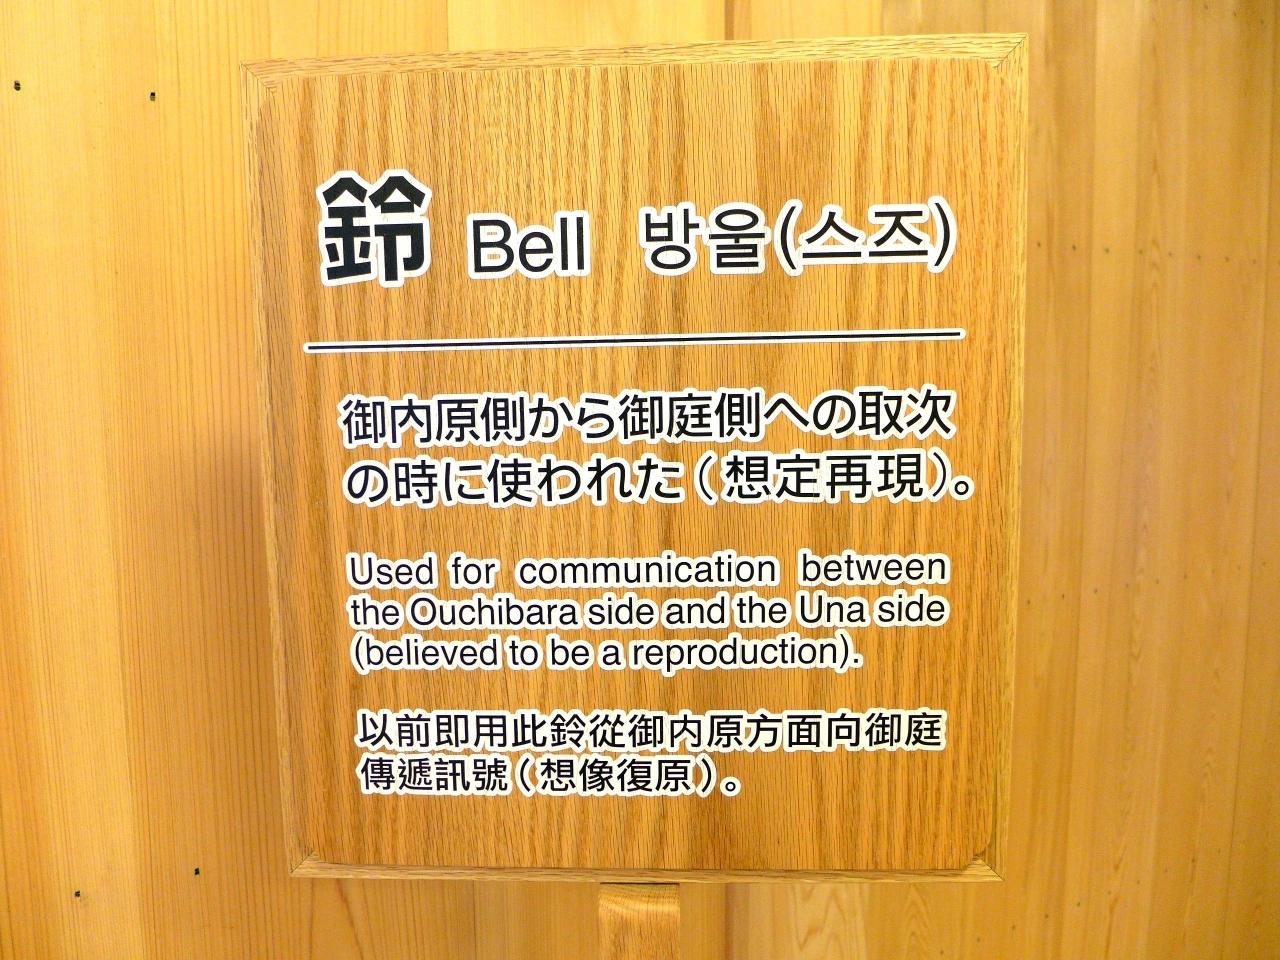 鈴 Bell 방울(스즈)
御内原側から御庭側への取次
の時に使われた(想定再現)。
Used for communication between
the Ouchibara side and the Una side
(believed to be a reproduction).
以前即用此鈴從御内原方面向御庭
傳遞訊號(想像復原)。